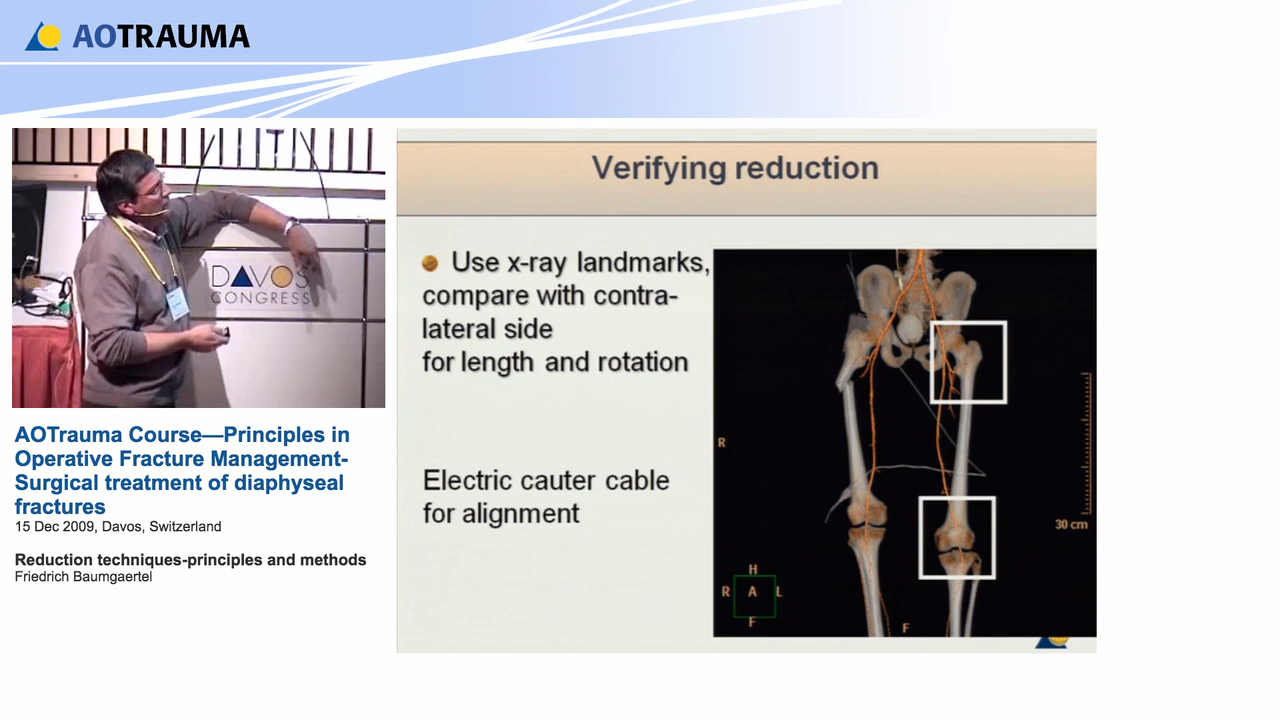 AOTRAUMA
DAVOS
CONGRESS
AOTrauma Course—Principles in
Operative Fracture Management-
Surgical treatment of diaphyseal
fractures
15 Dec 2009, Davos, Switzerland
Reduction techniques-principles and methods
Friedrich Baumgaertel
Verifying reduction
Use x-ray landmarks,
compare with contra-
lateral side
for length and rotation
Electric cauter cable
for alignment
R
30 cm
H
R A L
F
F